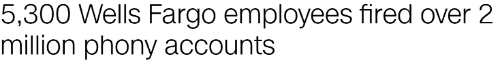 5,300 Wells Fargo employees fired over 2
million phony accounts